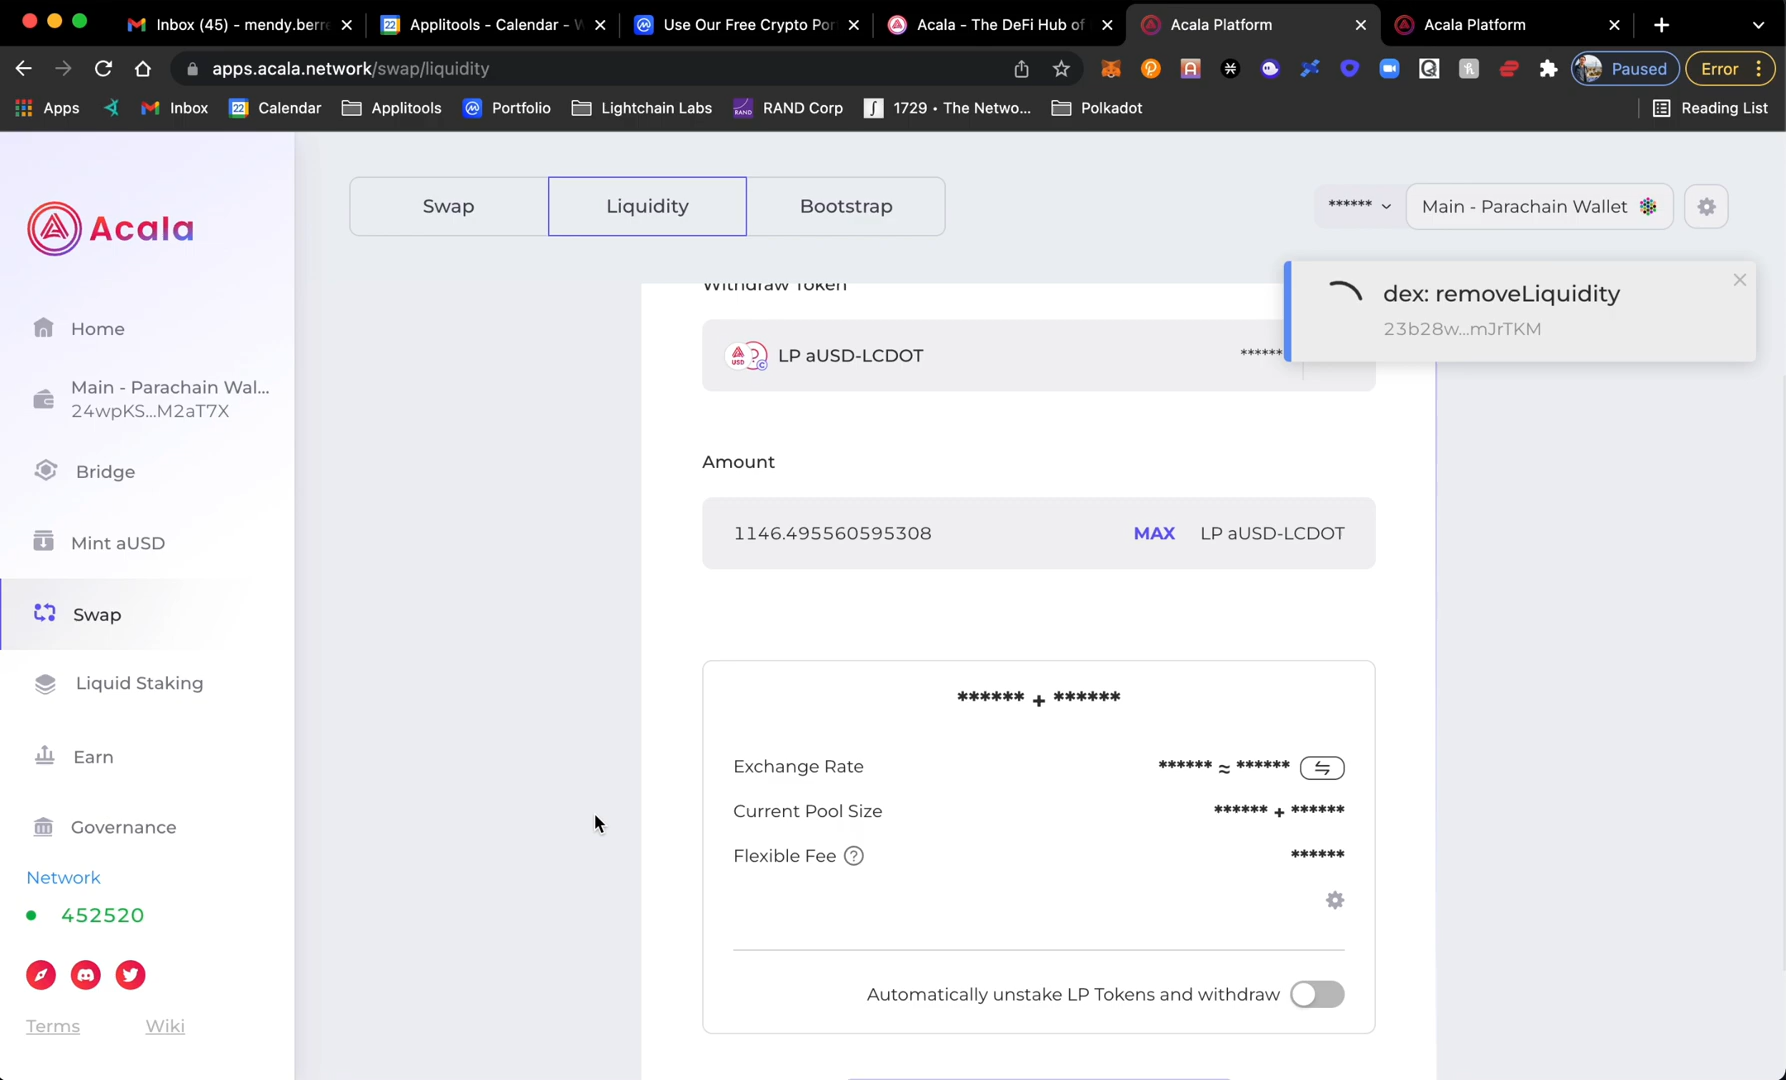 Inbox (45) - mendy.berre
Applitools - Calendar - W
Use Our Free Crypto Por
Acala - The DeFi Hub of
Acala Platform
Acala Platform
apps.acala.network/swap/liquidity
Paused
Error
Apps
Inbox
Calendar
Applitools
Portfolio
Lightchain Labs
RAND Corp
1729 • The Netwo...
Polkadot
Reading List
Acala
Swap
Liquidity
Bootstrap
******
Main - Parachain Wallet
dex: removeLiquidity
23b28w...mJrTKM
Home
Main - Parachain Wal...
24wpKS...M2aT7X
Bridge
Mint aUSD
Swap
Liquid Staking
Earn
Governance
Network
452520
Terms
Wiki
Withdraw Token
LP aUSD-LCDOT
******
Amount
1146.495560595308
MAX
LP aUSD-LCDOT
****** + ******
Exchange Rate
****** ≈ ******
Current Pool Size
****** + ******
Flexible Fee
******
Automatically unstake LP Tokens and withdraw